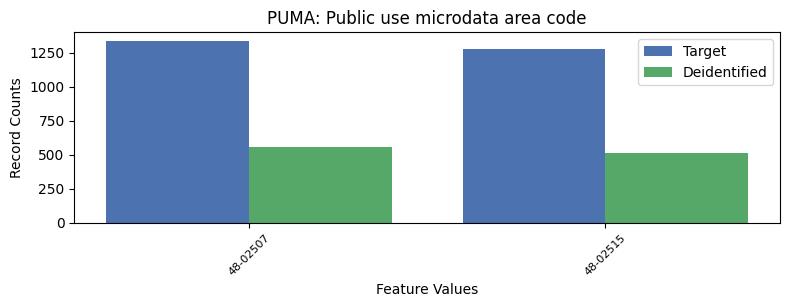 PUMA: Public use microdata area code
Target
Deidentified
Record Counts
1250
1000
750
500
250
0
48-02507
48-02515
Feature Values